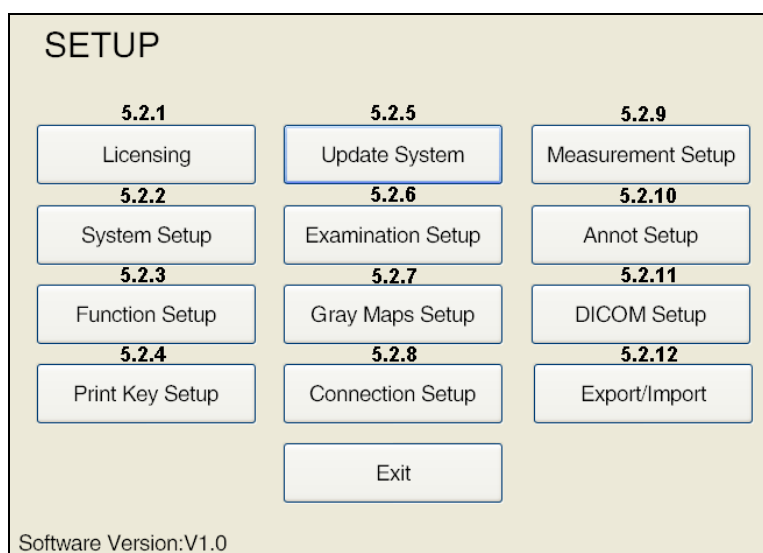 SETUP
5.2.1 5.2.5 5.2.9
Licensing Update System Measurement Setup
5.2.2 5.2.6 5.2.10
System Setup Examination Setup Annot Setup
5.2.3 5.2.7 5.2.11
Function Setup Gray Maps Setup DICOM Setup
5.2.4 5.2.8 5.2.12
Print Key Setup Connection Setup Export/Import
Exit
Software Version:V1.0